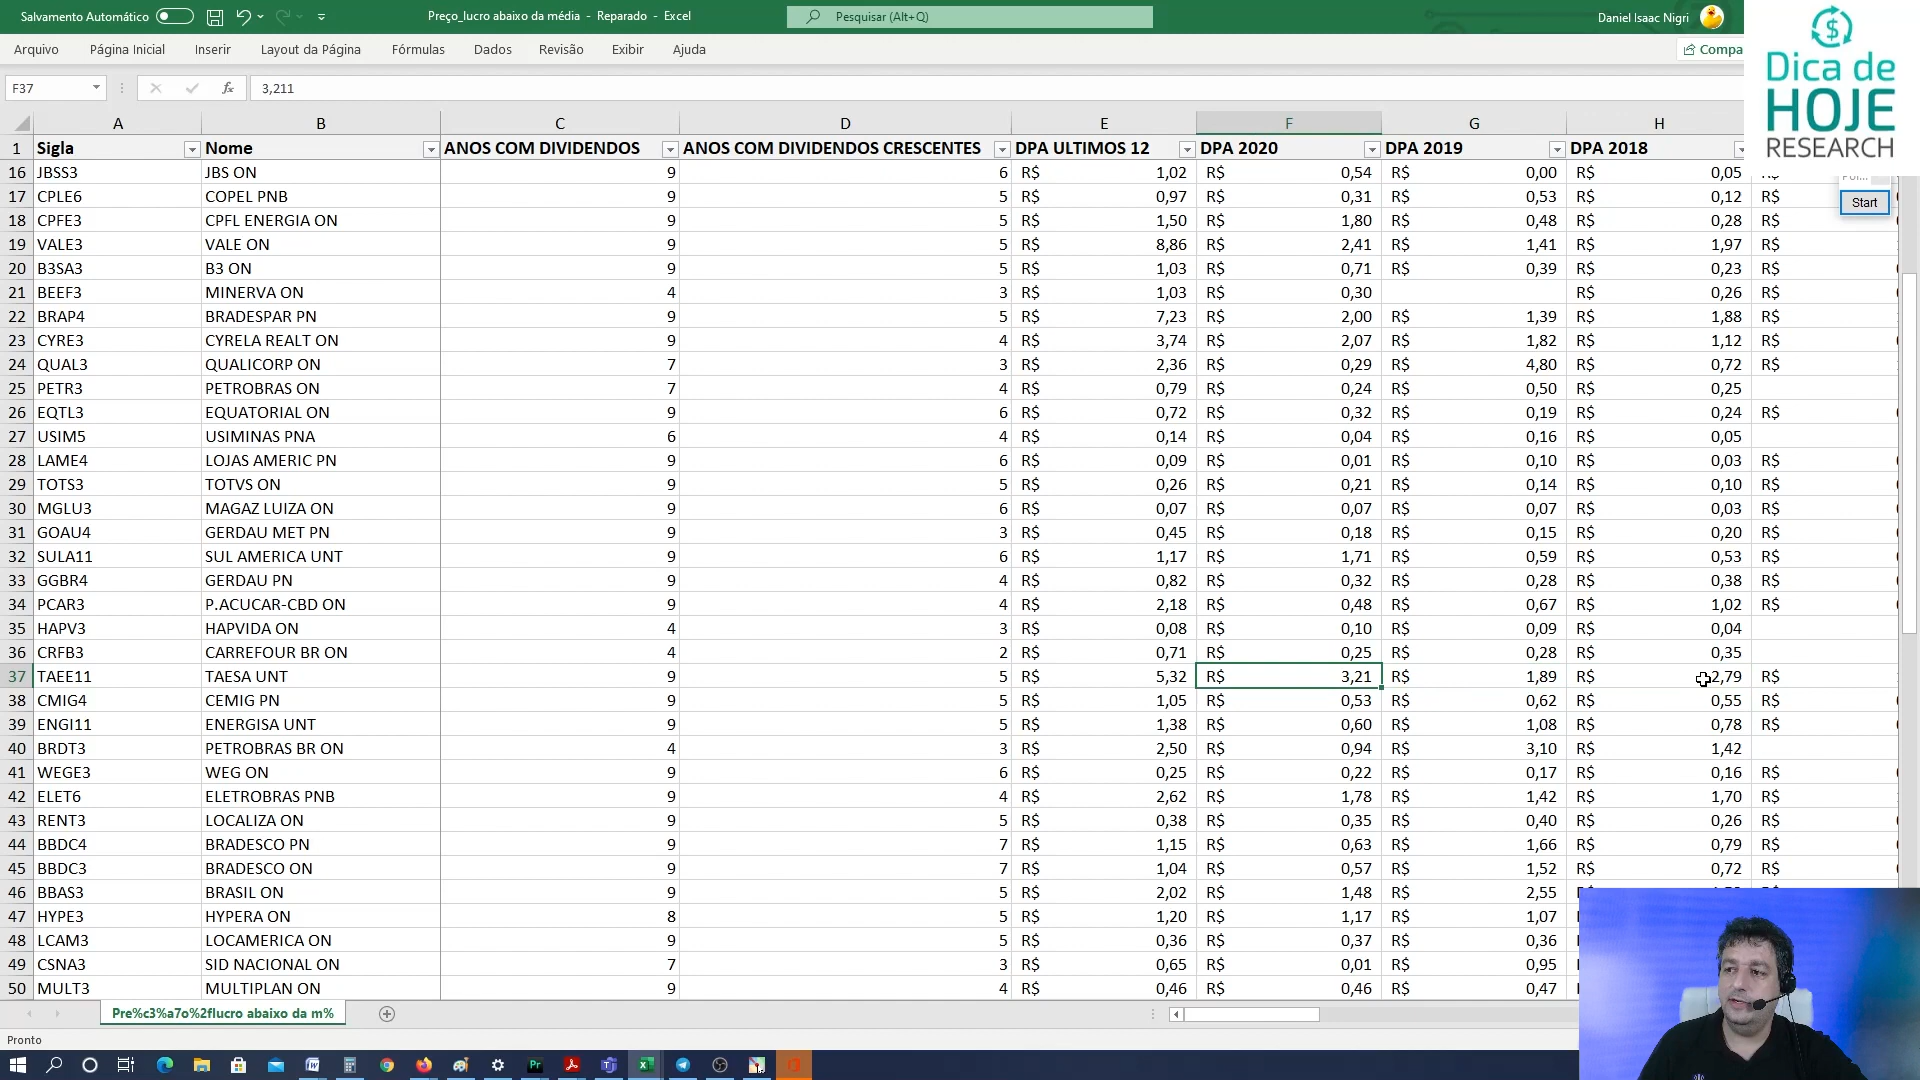 Salvamento Automático
Preço_lucro abaixo da média - Reparado - Excel
Pesquisar (Alt+Q)
Daniel Isaac Nigri
Arquivo Página Inicial Inserir Layout da Página Fórmulas Dados Revisão Exibir Ajuda
Compa
Dica de
HOJE
RESEARCH
F37 fx 3,211
A B C D E F G H
1 Sigla Nome ANOS COM DIVIDENDOS ANOS COM DIVIDENDOS CRESCENTES DPA ULTIMOS 12 DPA 2020 DPA 2019 DPA 2018
16 JBSS3 JBS ON 9 6 R$ 1,02 R$ 0,54 R$ 0,00 R$ 0,05
17 CPLE6 COPEL PNB 9 5 R$ 0,97 R$ 0,31 R$ 0,53 R$ 0,12 R$
Start
18 CPFE3 CPFL ENERGIA ON 9 5 R$ 1,50 R$ 1,80 R$ 0,48 R$ 0,28 R$
19 VALE3 VALE ON 9 5 R$ 8,86 R$ 2,41 R$ 1,41 R$ 1,97 R$
20 B3SA3 B3 ON 9 5 R$ 1,03 R$ 0,71 R$ 0,39 R$ 0,23 R$
21 BEEF3 MINERVA ON 4 3 R$ 1,03 R$ 0,30 R$ 0,26 R$
22 BRAP4 BRADESPAR PN 9 5 R$ 7,23 R$ 2,00 R$ 1,39 R$ 1,88 R$
23 CYRE3 CYRELA REALT ON 9 4 R$ 3,74 R$ 2,07 R$ 1,82 R$ 1,12 R$
24 QUAL3 QUALICORP ON 7 3 R$ 2,36 R$ 0,29 R$ 4,80 R$ 0,72 R$
25 PETR3 PETROBRAS ON 7 4 R$ 0,79 R$ 0,24 R$ 0,50 R$ 0,25
26 EQTL3 EQUATORIAL ON 9 6 R$ 0,72 R$ 0,32 R$ 0,19 R$ 0,24 R$
27 USIM5 USIMINAS PNA 6 4 R$ 0,14 R$ 0,04 R$ 0,16 R$ 0,05
28 LAME4 LOJAS AMERIC PN 9 6 R$ 0,09 R$ 0,01 R$ 0,10 R$ 0,03 R$
29 TOTS3 TOTVS ON 9 5 R$ 0,26 R$ 0,21 R$ 0,14 R$ 0,10 R$
30 MGLU3 MAGAZ LUIZA ON 9 6 R$ 0,07 R$ 0,07 R$ 0,07 R$ 0,03 R$
31 GOAU4 GERDAU MET PN 9 3 R$ 0,45 R$ 0,18 R$ 0,15 R$ 0,20 R$
32 SULA11 SUL AMERICA UNT 9 6 R$ 1,17 R$ 1,71 R$ 0,59 R$ 0,53 R$
33 GGBR4 GERDAU PN 9 4 R$ 0,82 R$ 0,32 R$ 0,28 R$ 0,38 R$
34 PCAR3 P.ACUCAR-CBD ON 9 4 R$ 2,18 R$ 0,48 R$ 0,67 R$ 1,02 R$
35 HAPV3 HAPVIDA ON 4 3 R$ 0,08 R$ 0,10 R$ 0,09 R$ 0,04
36 CRFB3 CARREFOUR BR ON 4 2 R$ 0,71 R$ 0,25 R$ 0,28 R$ 0,35
37 TAEE11 TAESA UNT 9 5 R$ 5,32 R$ 3,21 R$ 1,89 R$ 2,79 R$
38 CMIG4 CEMIG PN 9 5 R$ 1,05 R$ 0,53 R$ 0,62 R$ 0,55 R$
39 ENGI11 ENERGISA UNT 9 5 R$ 1,38 R$ 0,60 R$ 1,08 R$ 0,78 R$
40 BRDT3 PETROBRAS BR ON 4 3 R$ 2,50 R$ 0,94 R$ 3,10 R$ 1,42
41 WEGE3 WEG ON 9 6 R$ 0,25 R$ 0,22 R$ 0,17 R$ 0,16 R$
42 ELET6 ELETROBRAS PNB 9 4 R$ 2,62 R$ 1,78 R$ 1,42 R$ 1,70 R$
43 RENT3 LOCALIZA ON 9 5 R$ 0,38 R$ 0,35 R$ 0,40 R$ 0,26 R$
44 BBDC4 BRADESCO PN 9 7 R$ 1,15 R$ 0,63 R$ 1,66 R$ 0,79 R$
45 BBDC3 BRADESCO ON 9 7 R$ 1,04 R$ 0,57 R$ 1,52 R$ 0,72 R$
46 BBAS3 BRASIL ON 9 5 R$ 2,02 R$ 1,48 R$ 2,55
47 HYPE3 HYPERA ON 8 5 R$ 1,20 R$ 1,17 R$ 1,07
48 LCAM3 LOCAMERICA ON 9 5 R$ 0,36 R$ 0,37 R$ 0,36
49 CSNA3 SID NACIONAL ON 7 3 R$ 0,65 R$ 0,01 R$ 0,95
50 MULT3 MULTIPLAN ON 9 4 R$ 0,46 R$ 0,46 R$ 0,47
Pre%c3%a7o%2flucro abaixo da m%
Pronto